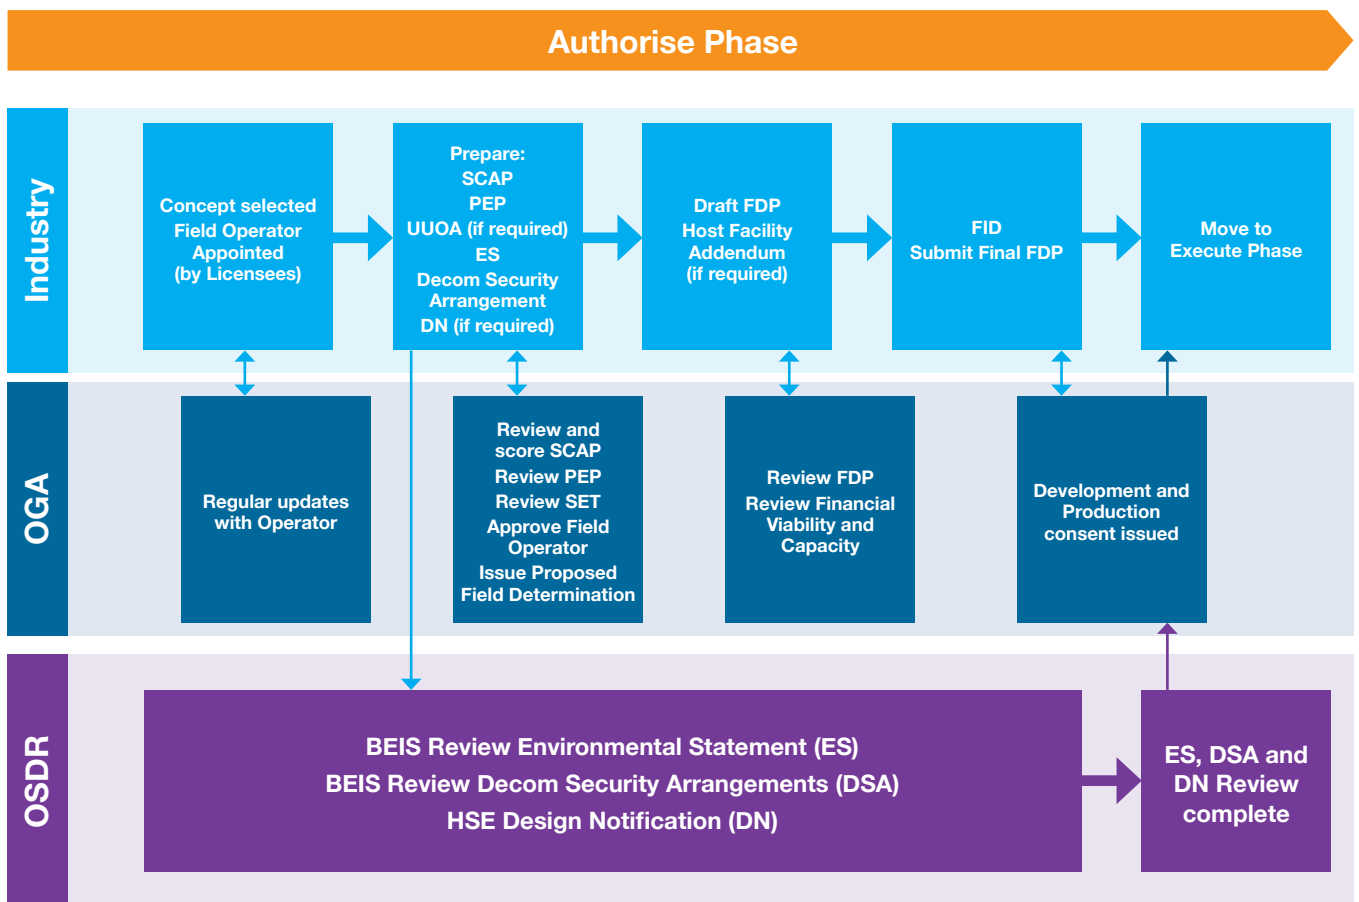 Authorise Phase
Industry
Concept selected
Field Operator
Appointed
(by Licensees)
Prepare:
SCAP
PEP
UUOA (if required)
ES
Decom Security
Arrangement
DN (if required)
Draft FDP
Host Facility
Addendum
(if required)
FID
Submit Final FDP
Move to
Execute Phase
OGA
Regular updates
with Operator
Review and
score SCAP
Review PEP
Review SET
Approve Field
Operator
Issue Proposed
Field Determination
Review FDP
Review Financial
Viability and
Capacity
Development and
Production
consent issued
OSDR
BEIS Review Environmental Statement (ES)
BEIS Review Decom Security Arrangements (DSA)
HSE Design Notification (DN)
ES, DSA and
DN Review
complete